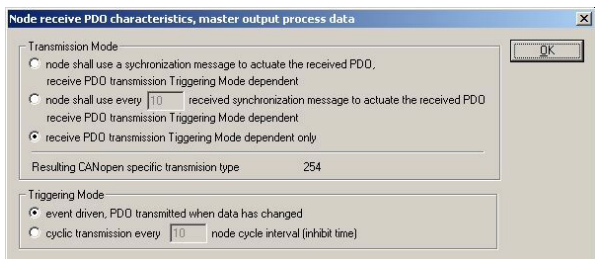 Node receive PDO characteristics, master output process data
Transmission Mode
node shall use a sychronization message to actuate the received PDO,
receive PDO transmission Triggering Mode dependent
node shall use every 10 received synchronization message to actuate the received PDO
receive PDO transmission Triggering Mode dependent
receive PDO transmission Tiggering Mode dependent only
Resulting CANopen specific transmision type 254
OK
Triggering Mode
event driven, PDO transmitted when data has changed
cyclic transmission every 10 node cycle interval (inhibit time)